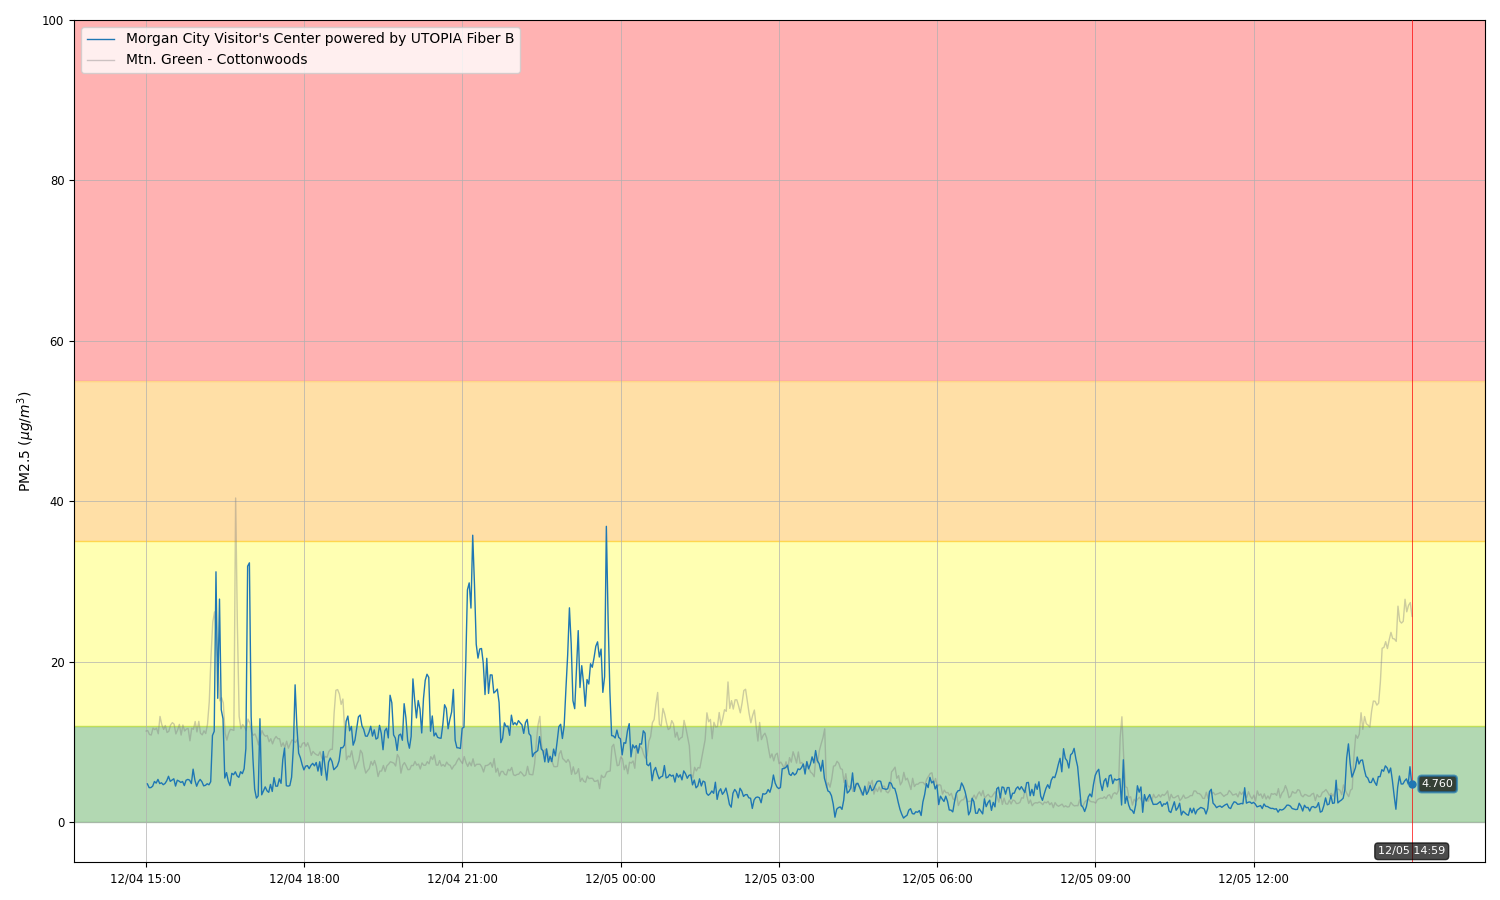 100
Morgan City Visitor's Center powered by UTOPIA Fiber B
Mtn. Green - Cottonwoods
80
60
PM2.5 (μg/m³)
40
20
4.760
0
12/05 14:59
12/04 15:00 12/04 18:00 12/04 21:00 12/05 00:00 12/05 03:00 12/05 06:00 12/05 09:00 12/05 12:00